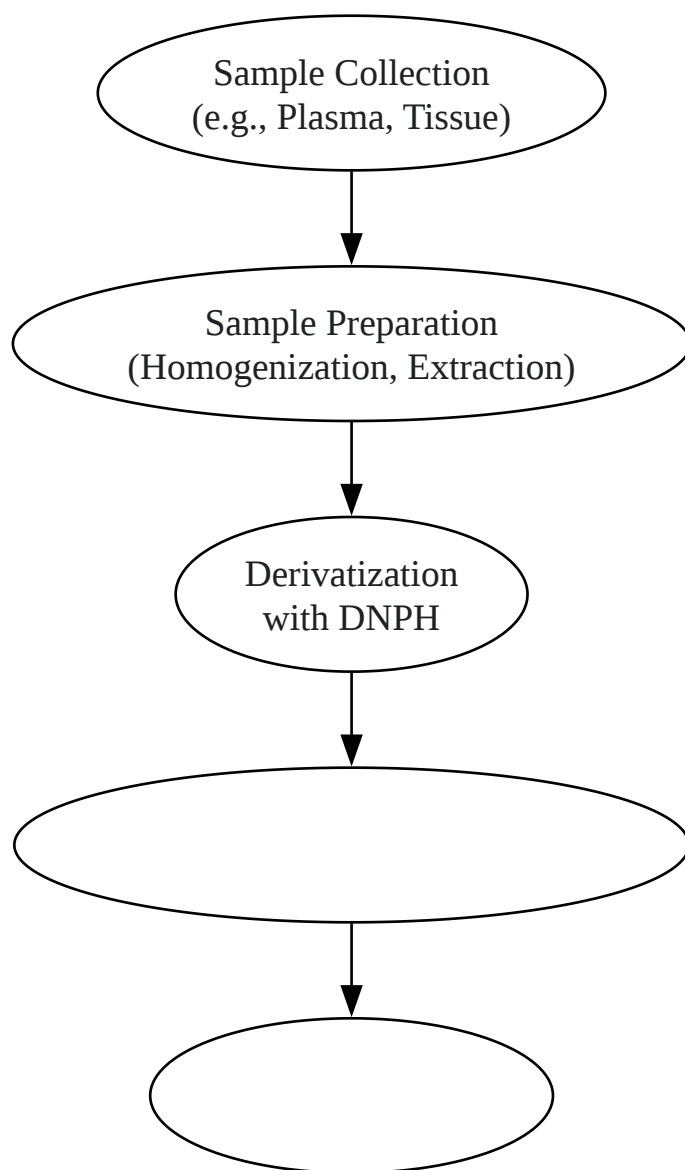 Sample Collection
(e.g., Plasma, Tissue)
Sample Preparation
(Homogenization, Extraction)
Derivatization
with DNPH